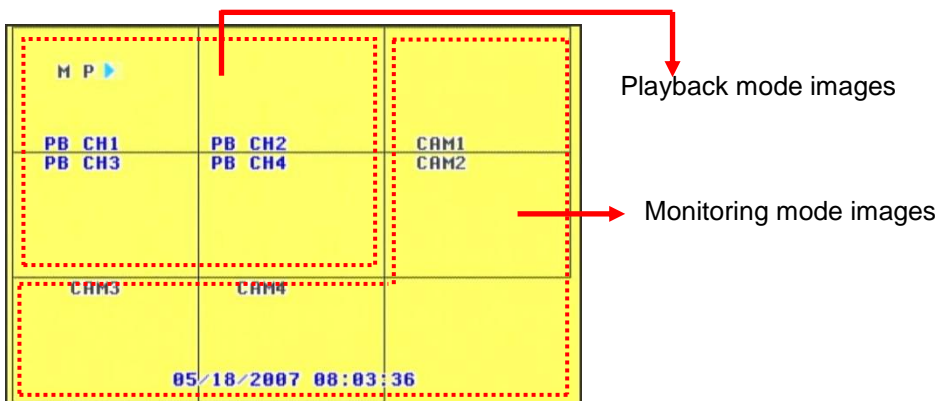 M P
Playback mode images
PB CH1 PB CH2 CAM1
PB CH3 PB CH4 CAM2
Monitoring mode images
CAM3 CAM4
05/18/2007 08:03:36